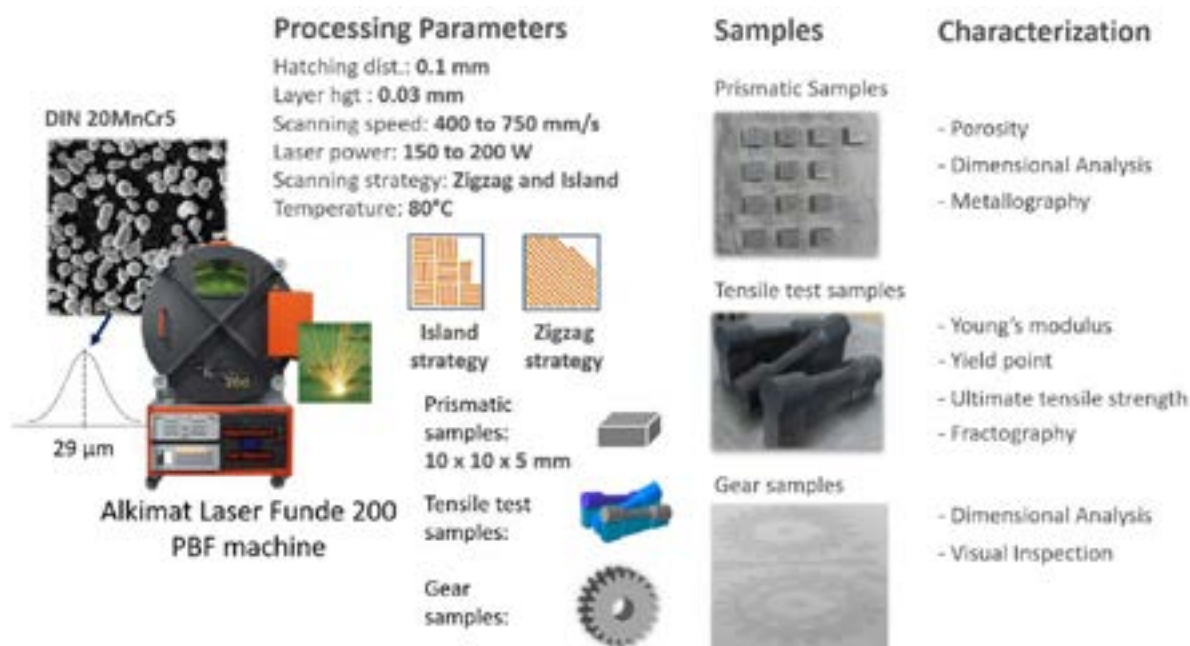 Processing Parameters
Hatching dist.: 0.1 mm
Layer hgt : 0.03 mm
Scanning speed: 400 to 750 mm/s
Laser power: 150 to 200 W
Scanning strategy: Zigzag and Island
Temperature: 80°C
DIN 20MnCr5
29 µm
Alkimat Laser Funde 200
PBF machine
Island
strategy
Zigzag
strategy
Prismatic
samples:
10 x 10 x 5 mm
Tensile test
samples:
Gear
samples:
Samples
Prismatic Samples
Tensile test samples
Gear samples
Characterization
- Porosity
- Dimensional Analysis
- Metallography
- Young's modulus
- Yield point
- Ultimate tensile strength
- Fractography
- Dimensional Analysis
- Visual Inspection